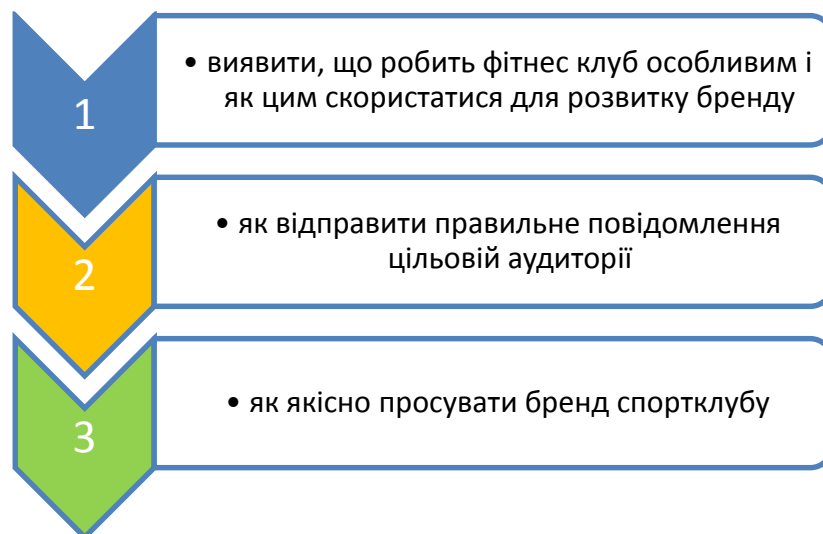 1
• виявити, що робить фітнес клуб особливим і
як цим скористатися для розвитку бренду
2
• як відправити правильне повідомлення
цільовій аудиторії
3
• як якісно просувати бренд спортклубу